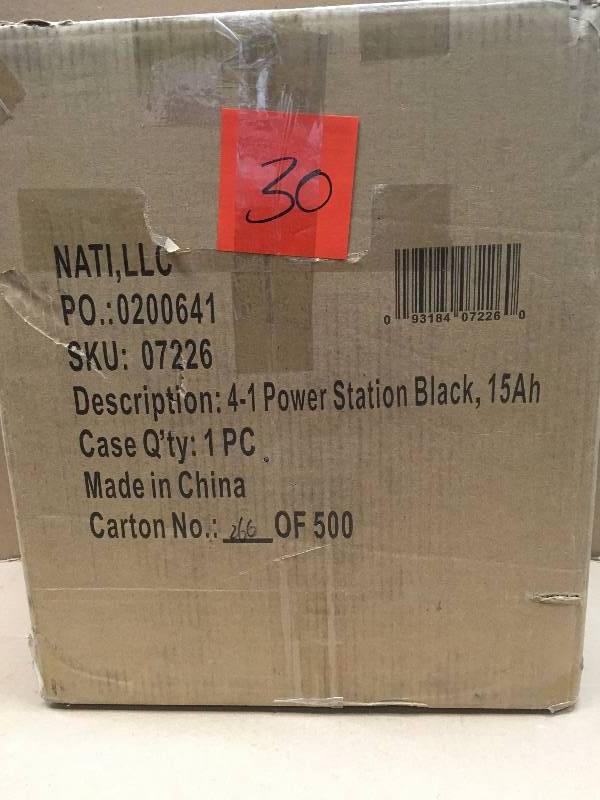 30
NATI,LLC
PO.:0200641
SKU: 07226
Description: 4-1 Power Station Black, 15Ah
Case Q'ty: 1 PC
Made in China
Carton No.: 266 OF 500
0 93184 07226 0